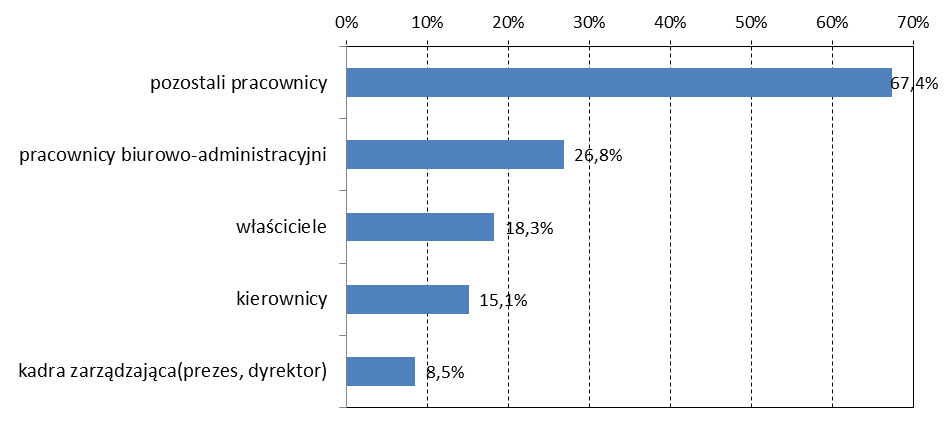 0% 10% 20% 30% 40% 50% 60% 70%
pozostali pracownicy 67,4%
pracownicy biurowo-administracyjni 26,8%
właściciele 18,3%
kierownicy 15,1%
kadra zarządzająca(prezes, dyrektor) 8,5%